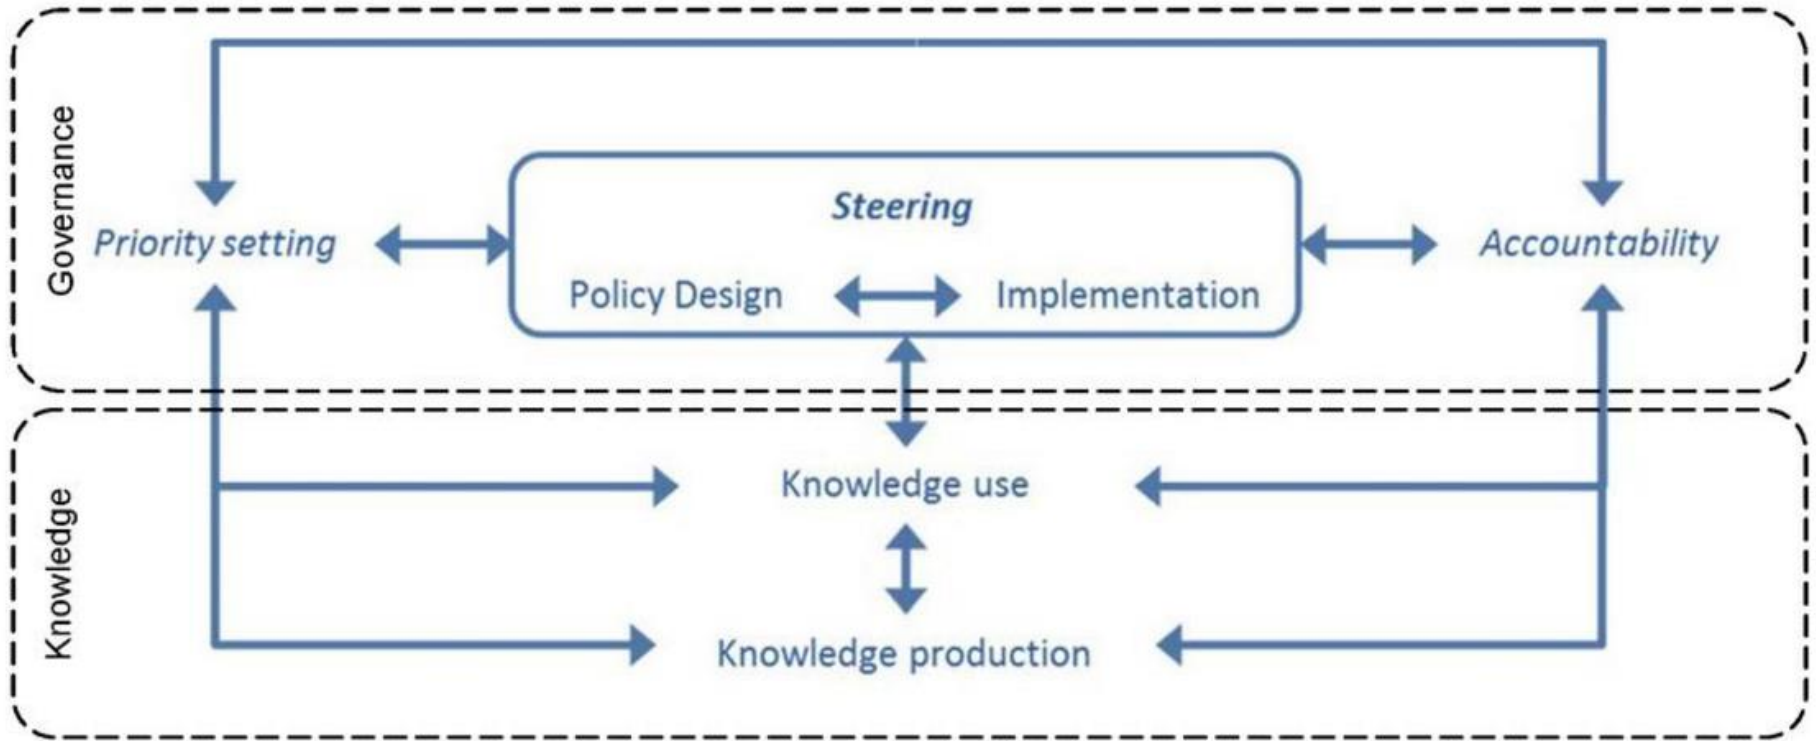 Governance
Steering
Priority setting
Accountability
Policy Design
Implementation
Knowledge
Knowledge use
Knowledge production